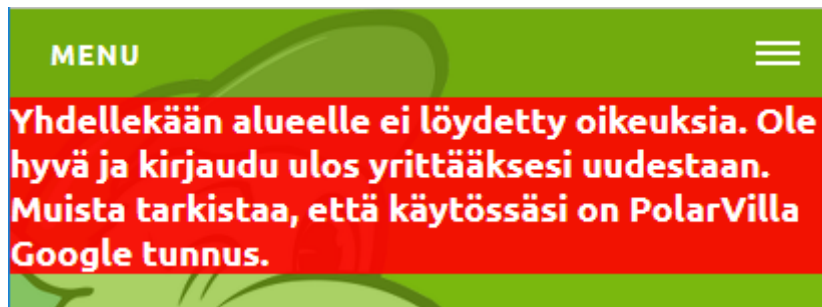 MENU
Yhdellekään alueelle ei löydetty oikeuksia. Ole
hyvä ja kirjaudu ulos yrittääksesi uudestaan.
Muista tarkistaa, että käytössäsi on PolarVilla
Google tunnus.